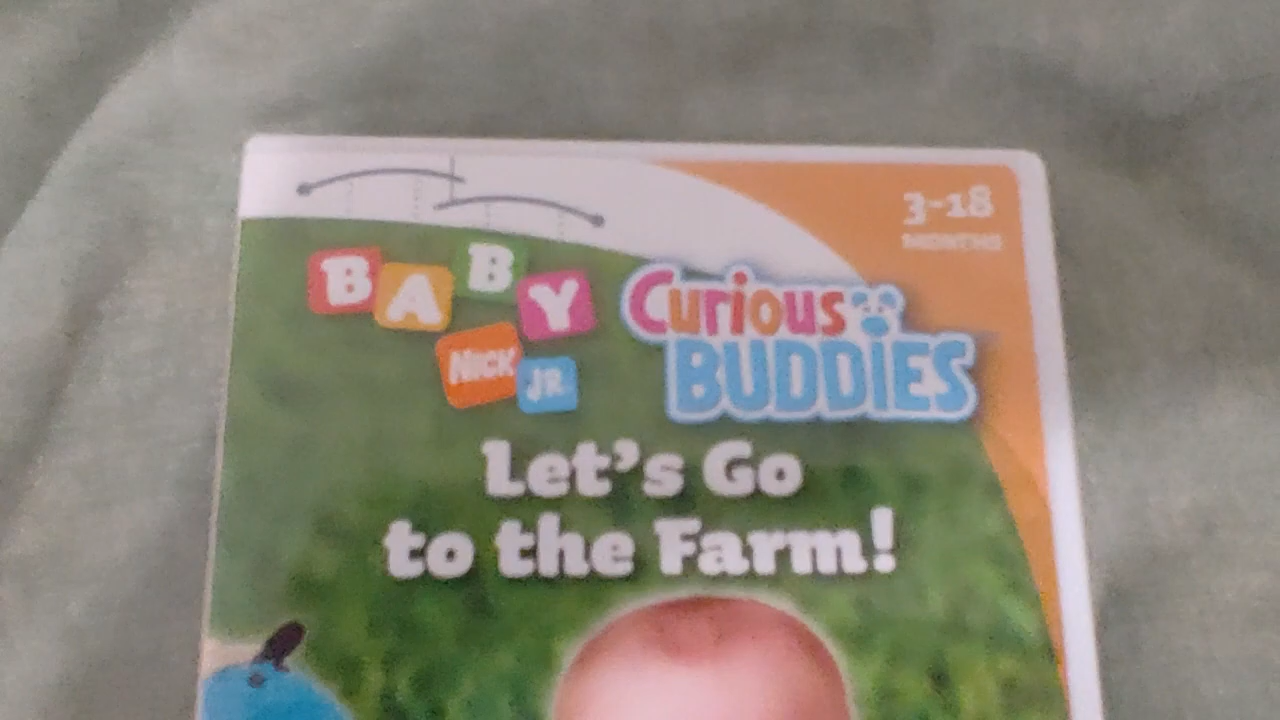 3-18
MONTHS
BABY
NICK JR.
Curious
BUDDIES
Let's Go
to the Farm!